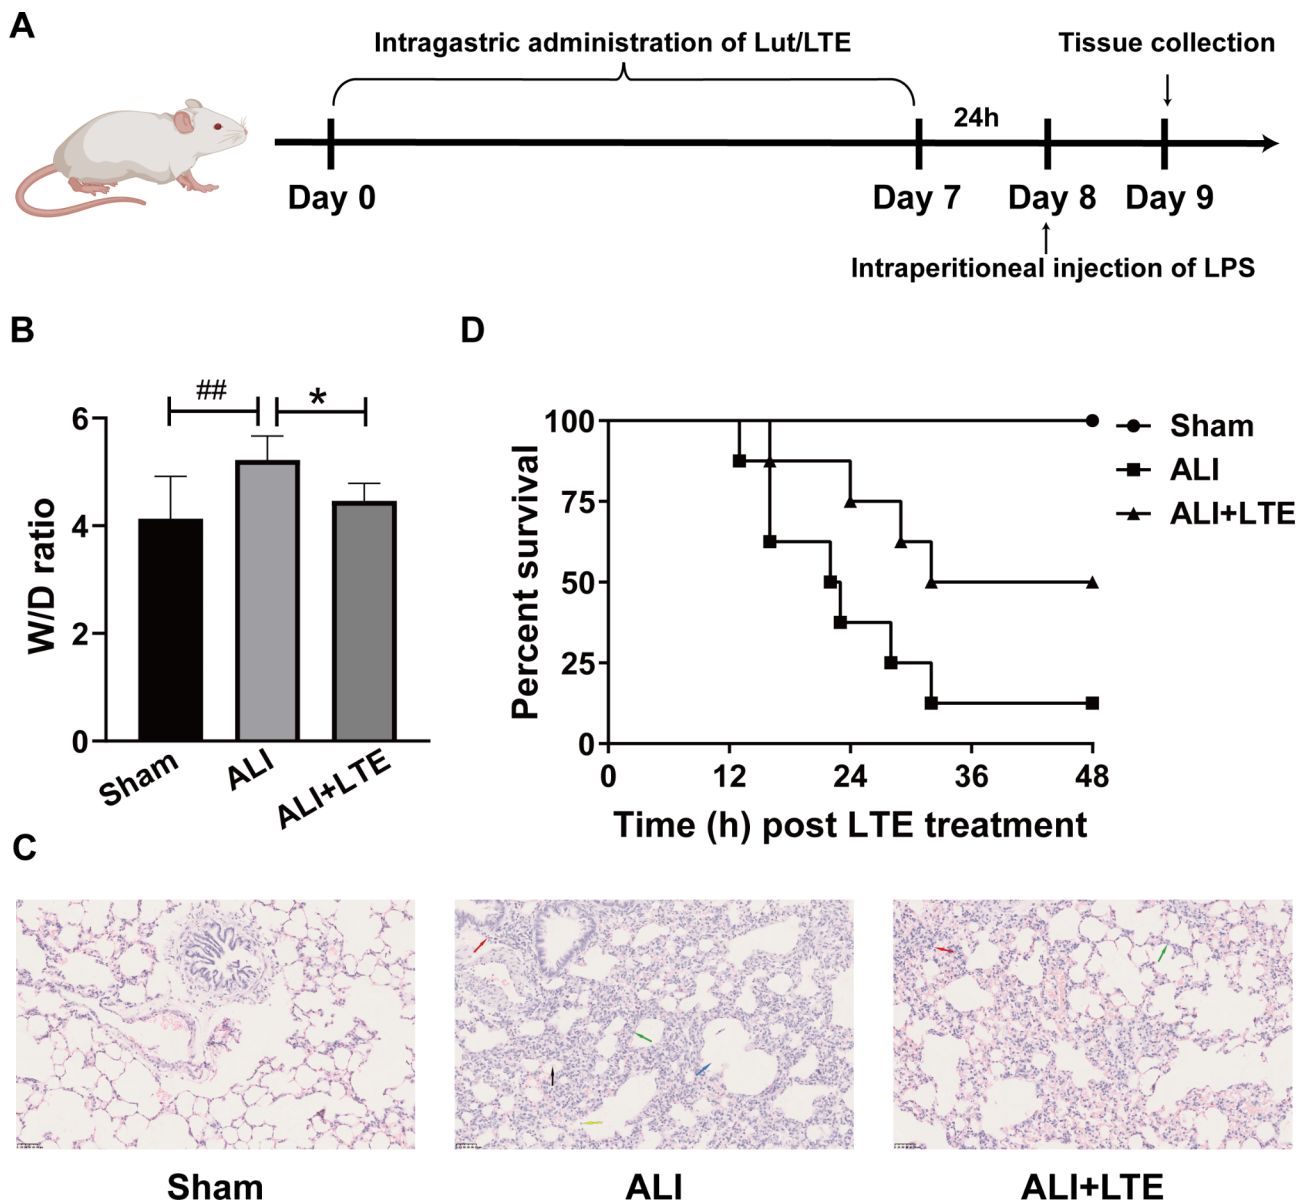 A
Intragastric administration of Lut/LTE
Tissue collection
24h
Day 0
Day 7
Day 8
Day 9
Intraperitioneal injection of LPS
B
##
*
6
4
2
0
W/D ratio
Sham
ALI
ALI+LTE
D
100
75
50
25
0
Percent survival
0
12
24
36
48
Time (h) post LTE treatment
Sham
ALI
ALI+LTE
C
Sham
ALI
ALI+LTE